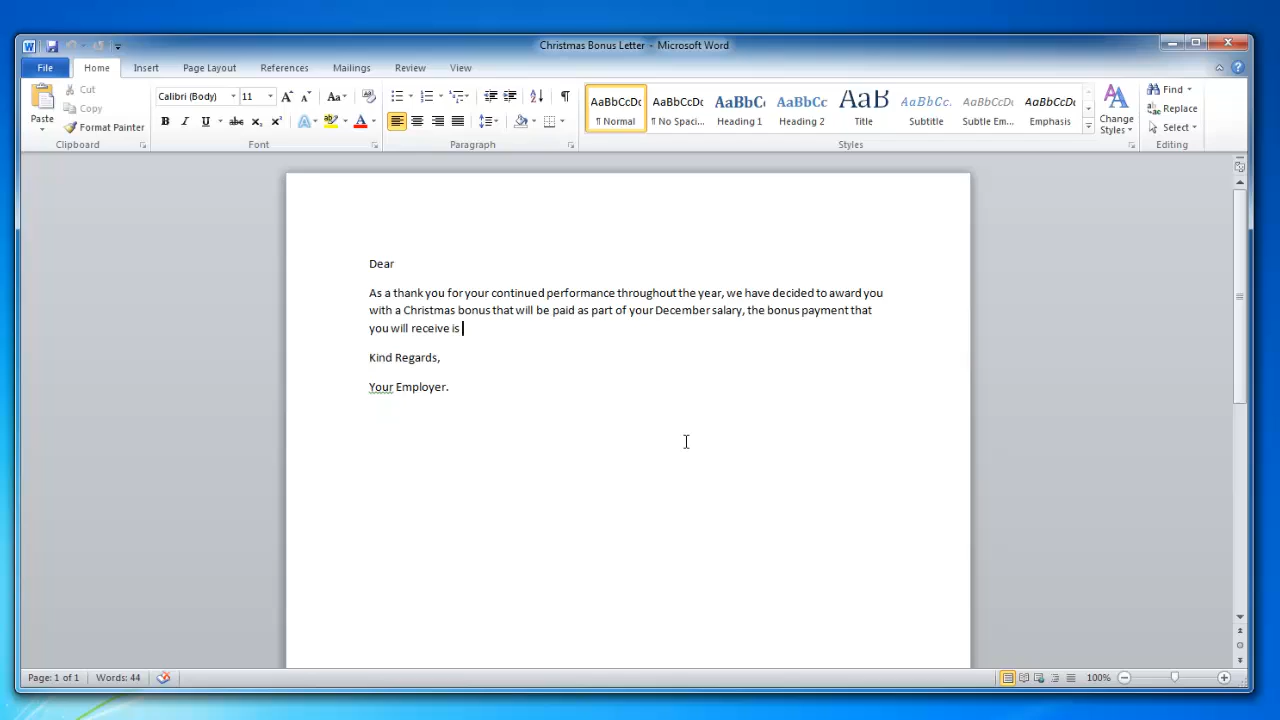 Christmas Bonus Letter - Microsoft Word
File Home Insert Page Layout References Mailings Review View
Paste
Cut
Copy
Format Painter
Clipboard
Calibri (Body) 11
Font
Paragraph
AaBbCcDc AaBbCcDc AaBbC AaBbCc AaB AaBbCc. AaBbCcDc AaBbCcDc
¶ Normal ¶ No Spaci... Heading 1 Heading 2 Title Subtitle Subtle Em... Emphasis
Change Styles
Styles
Find
Replace
Select
Editing
Dear
As a thank you for your continued performance throughout the year, we have decided to award you
with a Christmas bonus that will be paid as part of your December salary, the bonus payment that
you will receive is
Kind Regards,
Your Employer.
Page: 1 of 1 Words: 44 100%